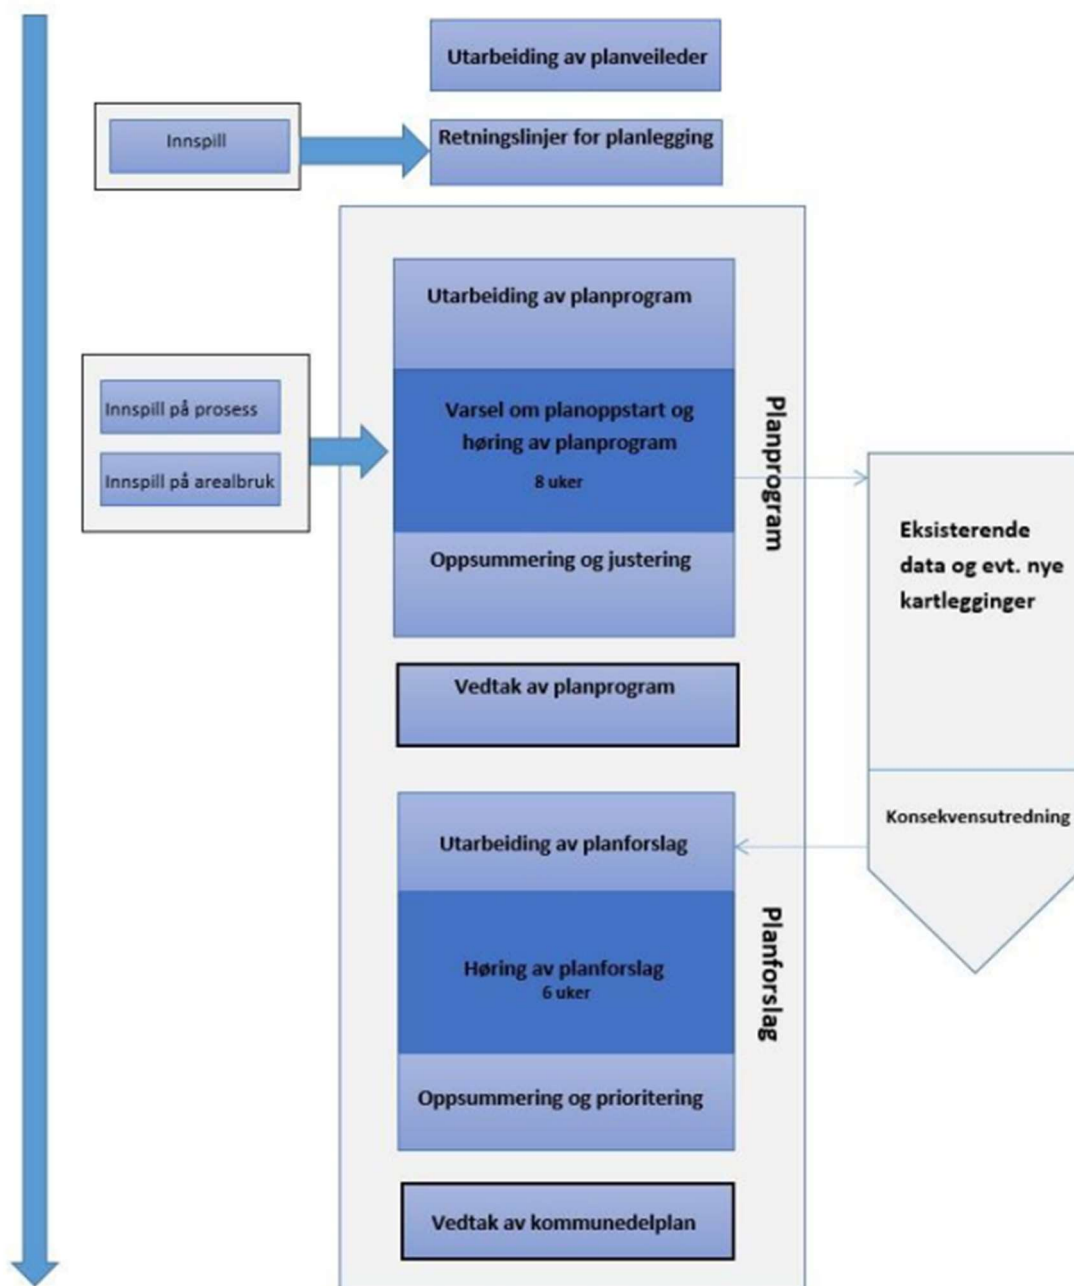 Utarbeiding av planveileder
Innspill
Retningslinjer for planlegging
Utarbeiding av planprogram
Innspill på prosess
Innspill på arealbruk
Varsel om planoppstart og
høring av planprogram
8 uker
Oppsummering og justering
Planprogram
Eksisterende
data og evt. nye
kartlegginger
Vedtak av planprogram
Konsekvensutredning
Utarbeiding av planforslag
Høring av planforslag
6 uker
Planforslag
Oppsummering og prioritering
Vedtak av kommunedelplan